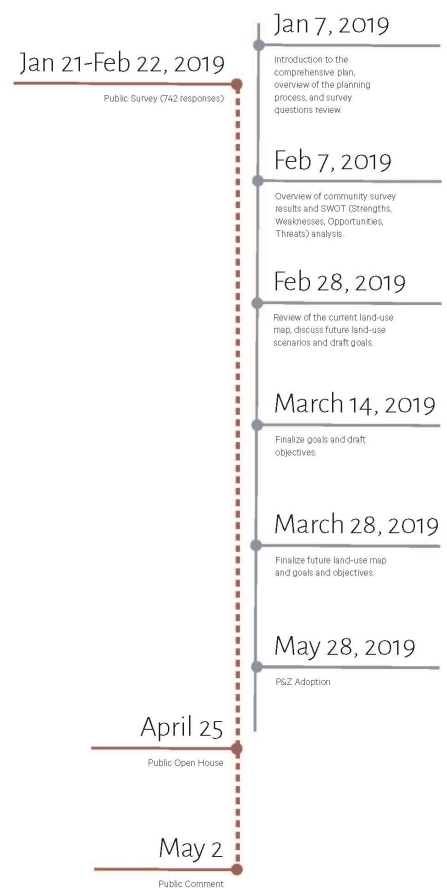 Jan 7, 2019
Introduction to the
comprehensive plan,
overview of the planning
process, and survey
questions review.
Jan 21-Feb 22, 2019
Public Survey (742 responses)
Feb 7, 2019
Overview of community survey
results and SWOT (Strengths,
Weaknesses, Opportunities,
Threats) analysis.
Feb 28, 2019
Review of the current land-use
map, discuss future land-use
scenarios and draft goals.
March 14, 2019
Finalize goals and draft
objectives.
March 28, 2019
Finalize future land-use map
and goals and objectives.
May 28, 2019
P&Z Adoption
April 25
Public Open House
May 2
Public Comment